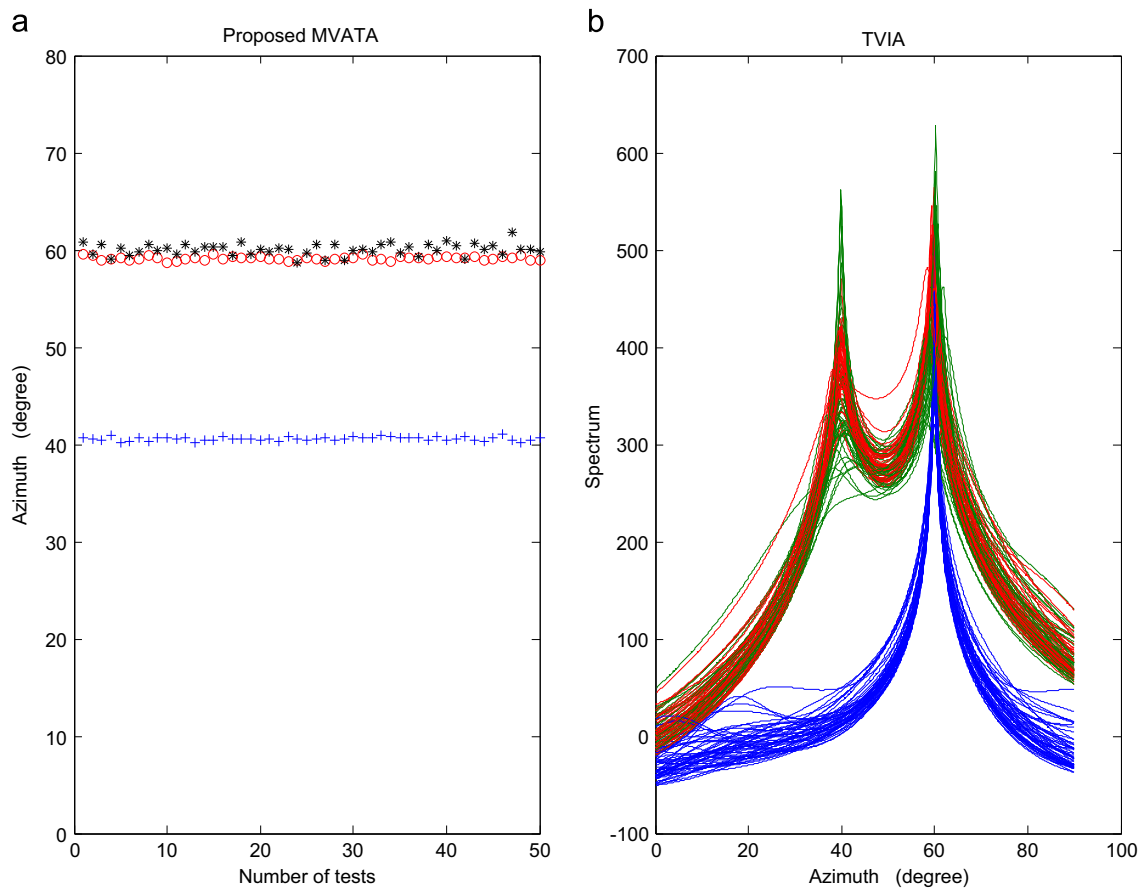 a
Proposed MVATA
80
70
60
50
40
30
20
10
0
0 10 20 30 40 50
Azimuth (degree)
Number of tests
b
TVIA
700
600
500
400
300
200
100
0
-100
0 20 40 60 80 100
Spectrum
Azimuth (degree)